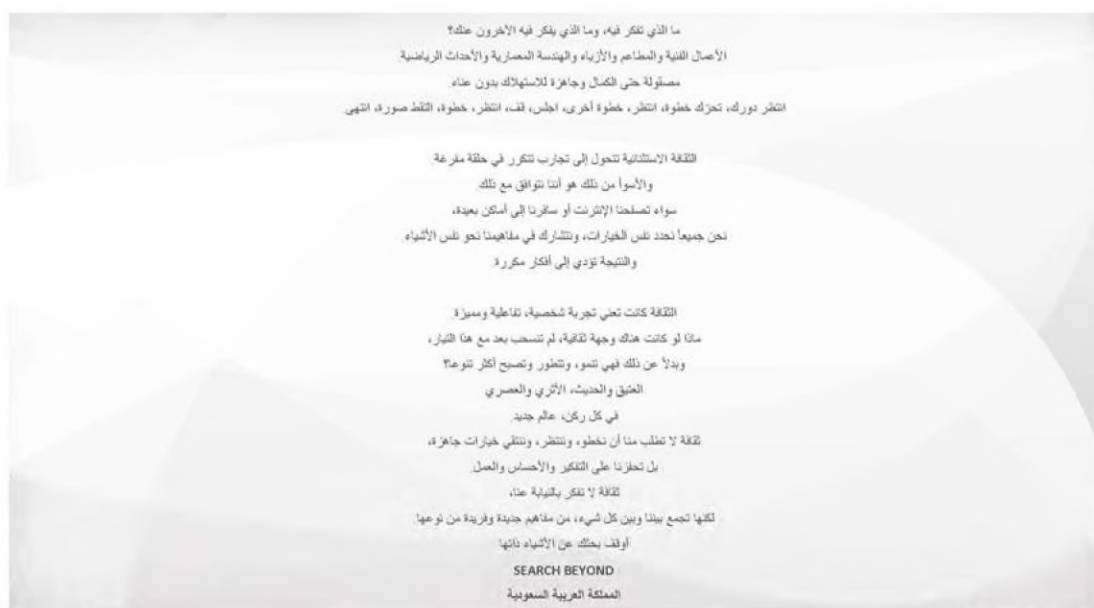 ما الذي تفكر فيه، وما الذي يفكر فيه الآخرون عنك؟
الأعمال الفنية والمطاعم والأزياء والهندسة المعمارية والأحداث الرياضية.
مصقولة حتى الكمال وجاهزة للاستهلاك بدون عناء.
انتظر دورك، تحرّك خطوة، انتظر، خطوة أخرى، اجلس، قف، انتظر، خطوة، التقط صورة، انتهى.
الثقافة الاستثنائية تتحول إلى تجارب تتكرر في حلقة مفرغة.
والأسوأ من ذلك هو أننا نتوافق مع ذلك.
سواء تصفحنا الإنترنت أو سافرنا إلى أماكن بعيدة،
نحن جميعاً نحدد نفس الخيارات، ونتشارك في مفاهيمنا نحو نفس الأشياء.
والنتيجة تؤدي إلى أفكار مكررة.
الثقافة كانت تعني تجربة شخصية، تفاعلية ومميزة.
ماذا لو كانت هناك وجهة ثقافية، لم تنسحب بعد مع هذا التيار،
وبدلاً عن ذلك فهي تنمو، وتتطور وتصبح أكثر تنوعا؟
العتيق والحديث، الأثري والعصري
في كل ركن، عالم جديد.
ثقافة لا تطلب منا أن نخطو، وننتظر، وننتقي خيارات جاهزة،
بل تحفزنا على التفكير والأحساس والعمل.
ثقافة لا تفكر بالنيابة عنا،
لكنها تجمع بيننا وبين كل شيء، من مفاهيم جديدة وفريدة من نوعها.
أوقف بحثك عن الأشياء ذاتها
SEARCH BEYOND
المملكة العربية السعودية